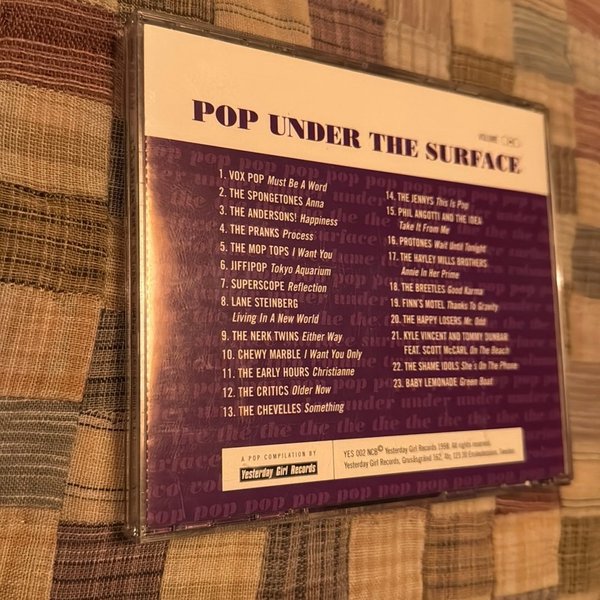 POP UNDER THE SURFACE
VOLUME
1. VOX POP Must Be A Word
2. THE SPONGETONES Anna
3. THE ANDERSONS! Happiness
4. THE PRANKS Process
5. THE MOP TOPS I Want You
6. JIFFIPOP Tokyo Aquarium
7. SUPERSCOPE Reflection
8. LANE STEINBERG
Living In A New World
9. THE NERK TWINS Either Way
10. CHEWY MARBLE I Want You Only
11. THE EARLY HOURS Christianne
12. THE CRITICS Older Now
13. THE CHEVELLES Something
14. THE JENNYS This Is Pop
15. PHIL ANGOTTI AND THE IDEA
Take It From Me
16. PROTONES Wait Until Tonight
17. THE HAYLEY MILLS BROTHERS
Annie In Her Prime
18. THE BREETLES Good Karma
19. FINN'S MOTEL Thanks To Gravity
20. THE HAPPY LOSERS Mr. Odd
21. KYLE VINCENT AND TOMMY DUNBAR
FEAT. SCOTT McCARL On The Beach
22. THE SHAME IDOLS She's On The Phone
23. BABY LEMONADE Green Boat
A POP COMPILATION BY
Yesterday Girl Records
YES 002 NCB © Yesterday Girl Records 1998. All rights reserved.
Yesterday Girl Records, 162, 4tr, 123 30